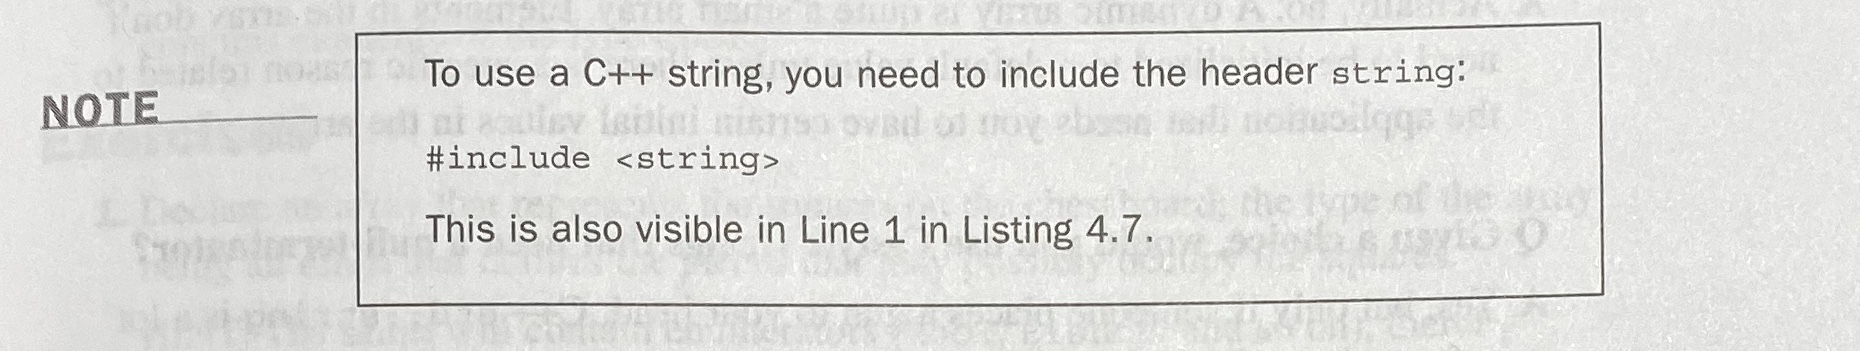 NOTE
To use a C++ string, you need to include the header string:
#include <string>
This is also visible in Line 1 in Listing 4.7.